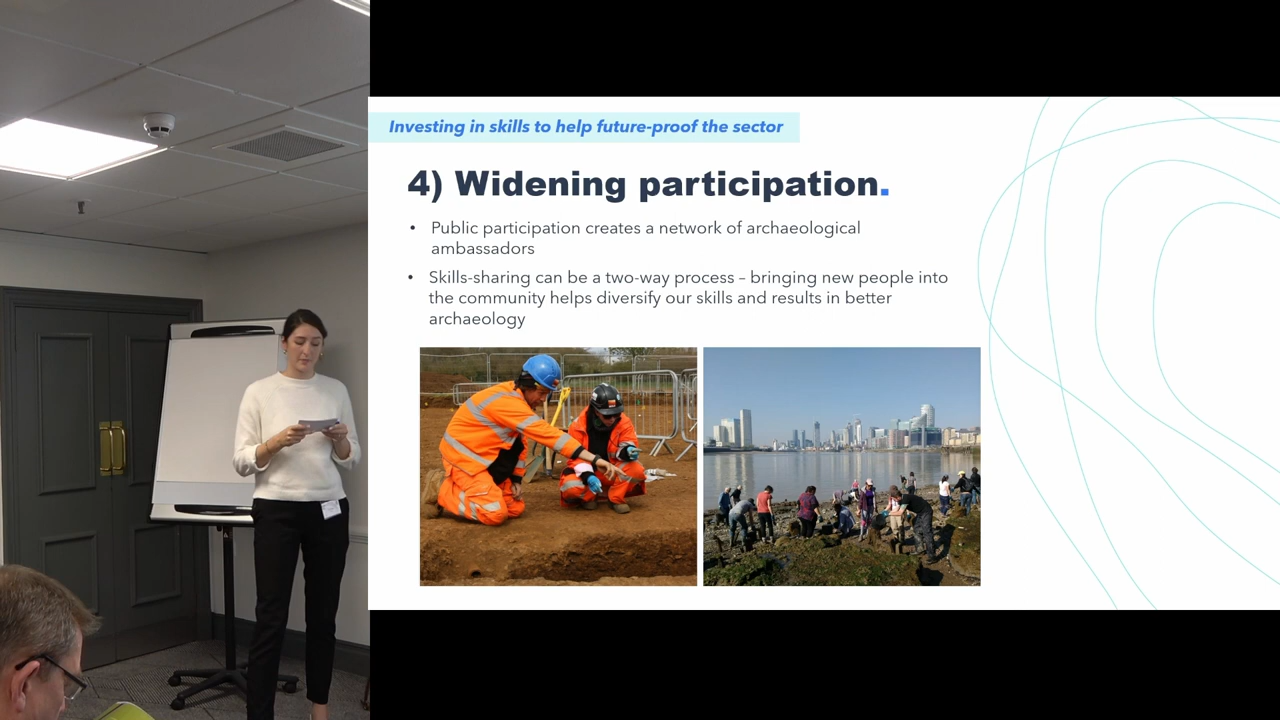 Investing in skills to help future-proof the sector
4) Widening participation.
• Public participation creates a network of archaeological
ambassadors
• Skills-sharing can be a two-way process – bringing new people into
the community helps diversify our skills and results in better
archaeology